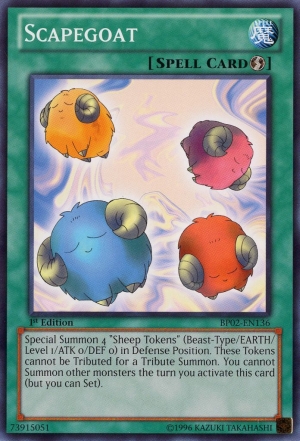 SCAPEGOAT
魔
[SPELL CARD]
1st Edition
BP02-EN136
Special Summon 4 "Sheep Tokens" (Beast-Type/EARTH/
Level 1/ATK 0/DEF 0) in Defense Position. These Tokens
cannot be Tributed for a Tribute Summon. You cannot
Summon other monsters the turn you activate this card
(but you can Set).
73915051
©1996 KAZUKI TAKAHASHI